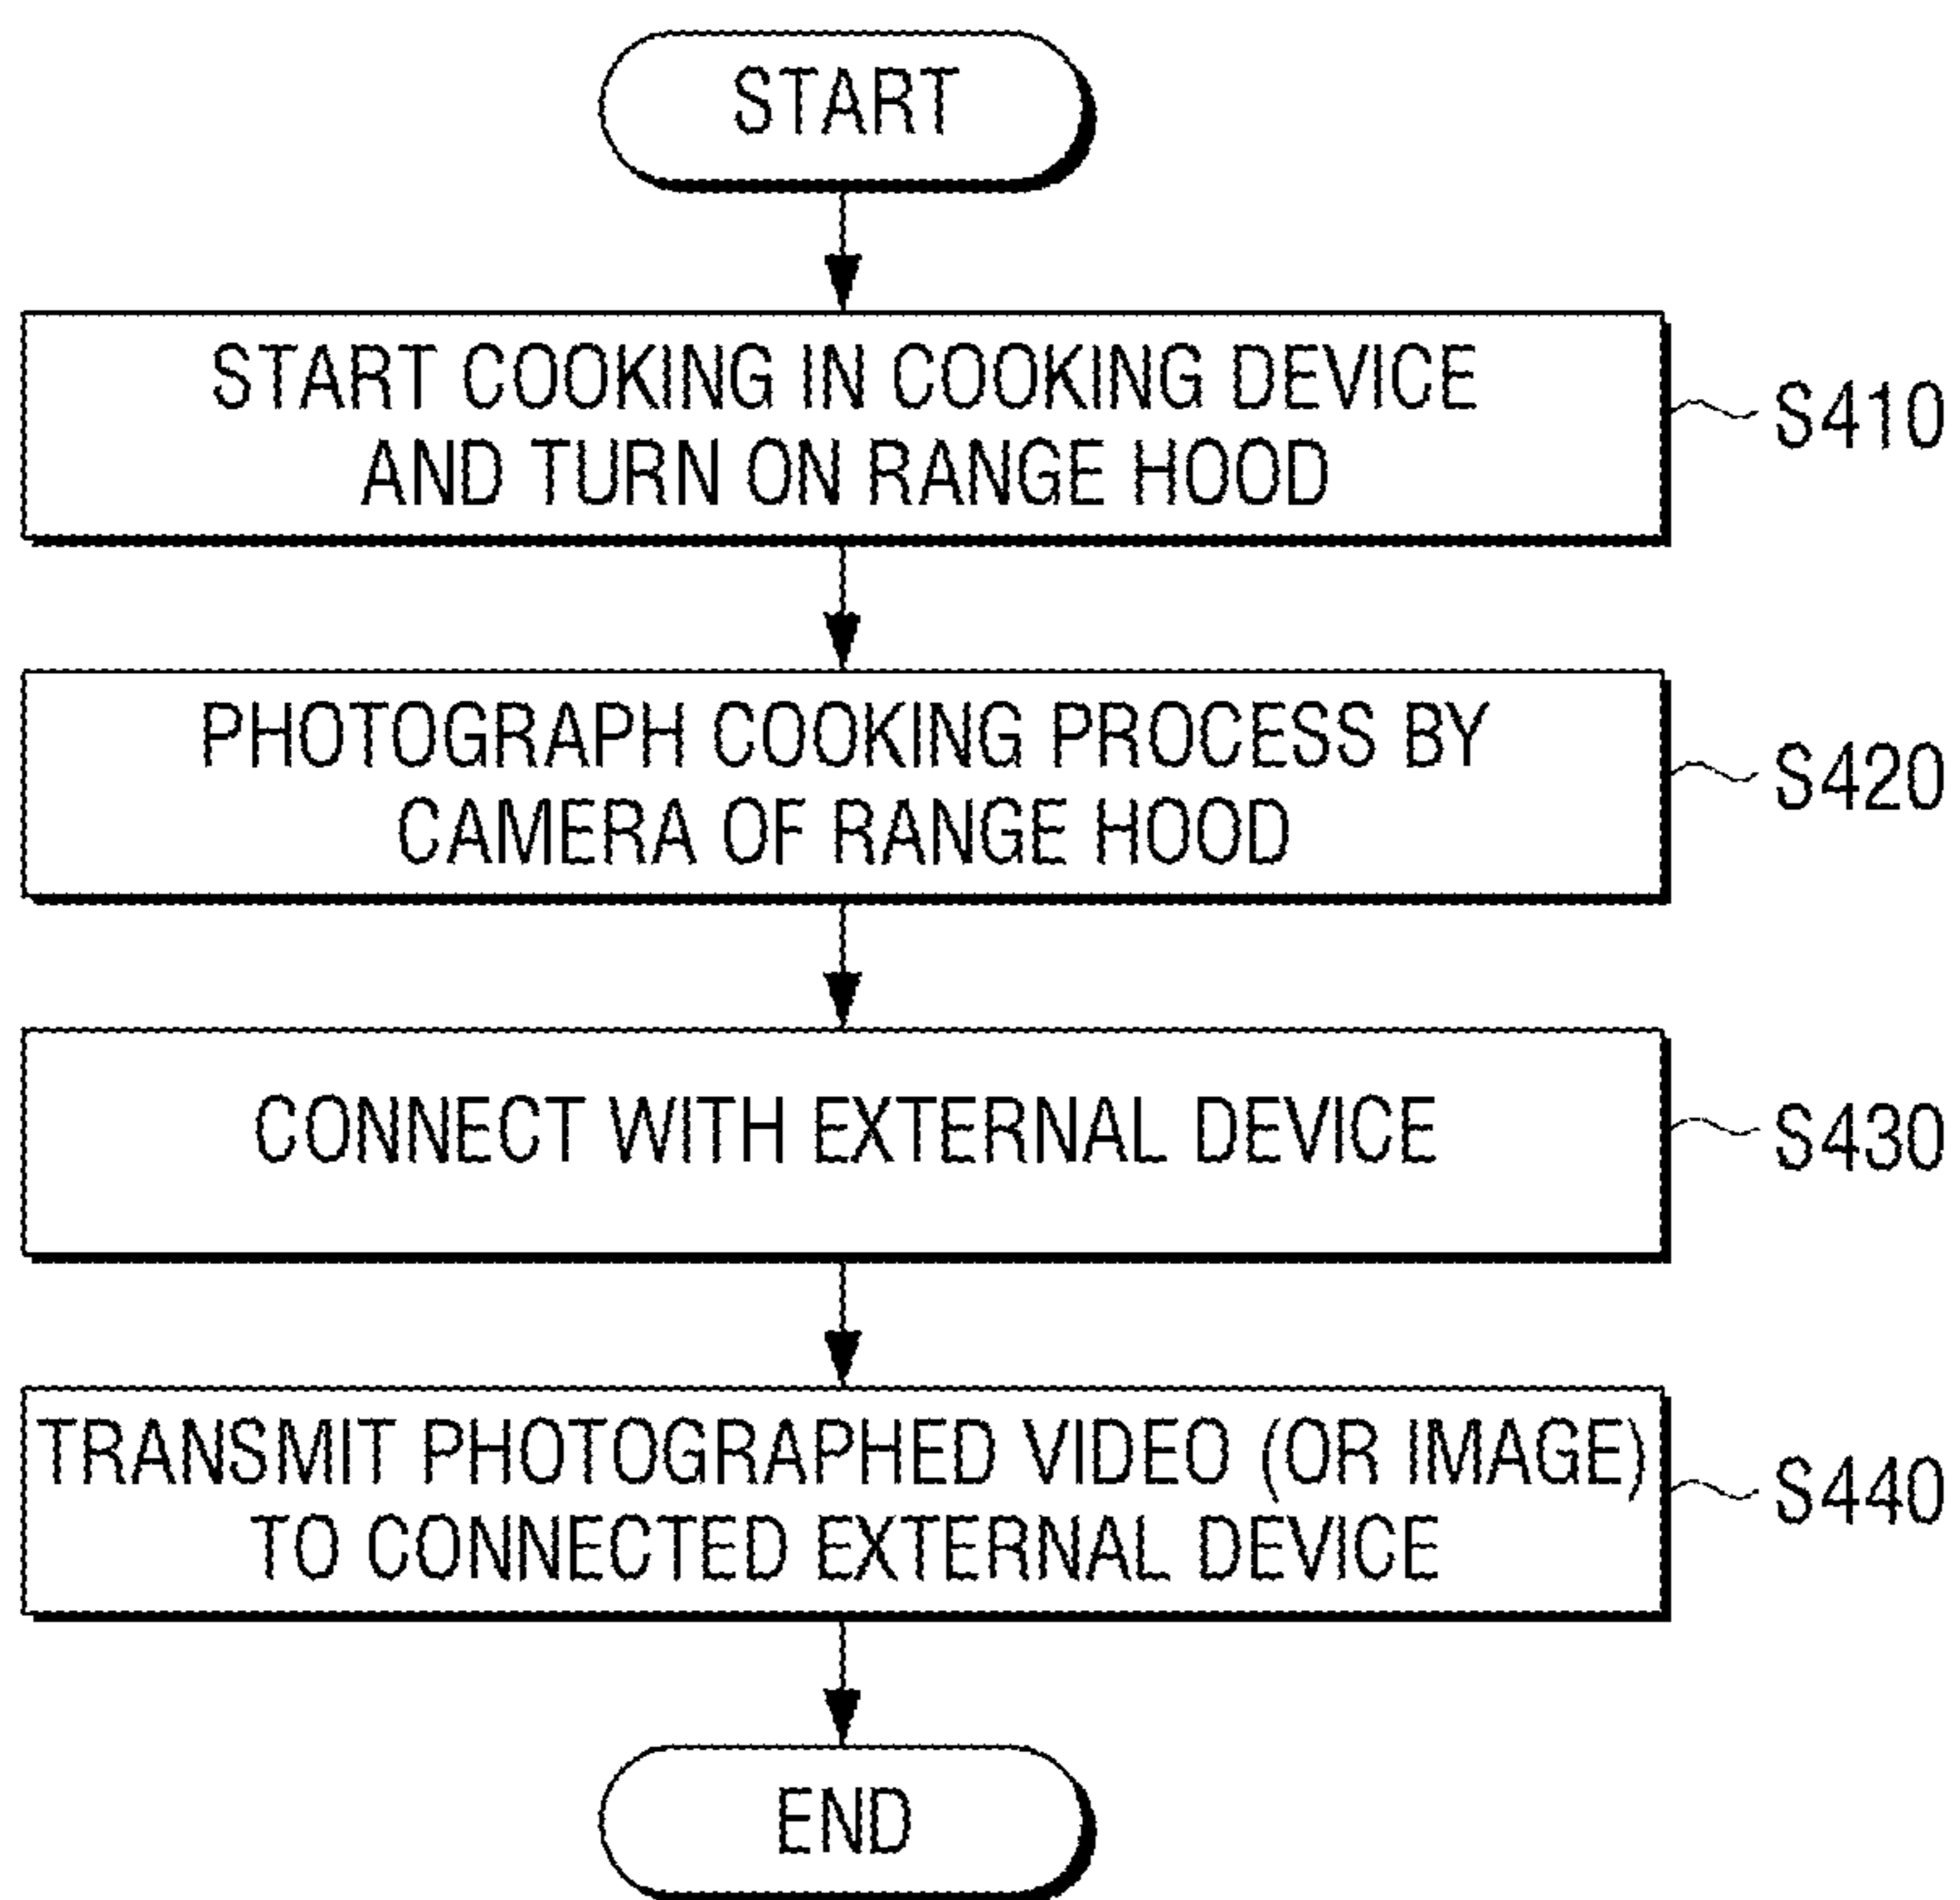 START
START COOKING IN COOKING DEVICE
AND TURN ON RANGE HOOD
S410
PHOTOGRAPH COOKING PROCESS BY
CAMERA OF RANGE HOOD
S420
CONNECT WITH EXTERNAL DEVICE
S430
TRANSMIT PHOTOGRAPHED VIDEO (OR IMAGE)
TO CONNECTED EXTERNAL DEVICE
S440
END